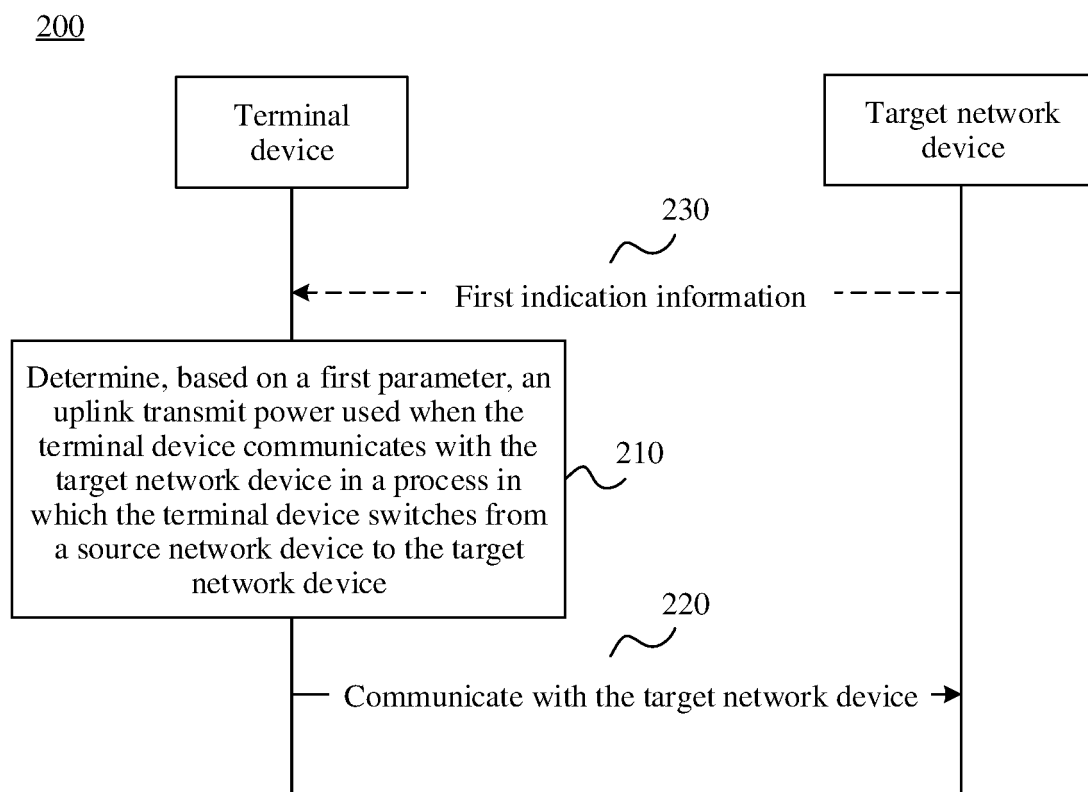 200
Terminal
device
Target network
device
230
First indication information
Determine, based on a first parameter, an
uplink transmit power used when the
terminal device communicates with the
target network device in a process in
which the terminal device switches from
a source network device to the target
network device
210
220
Communicate with the target network device